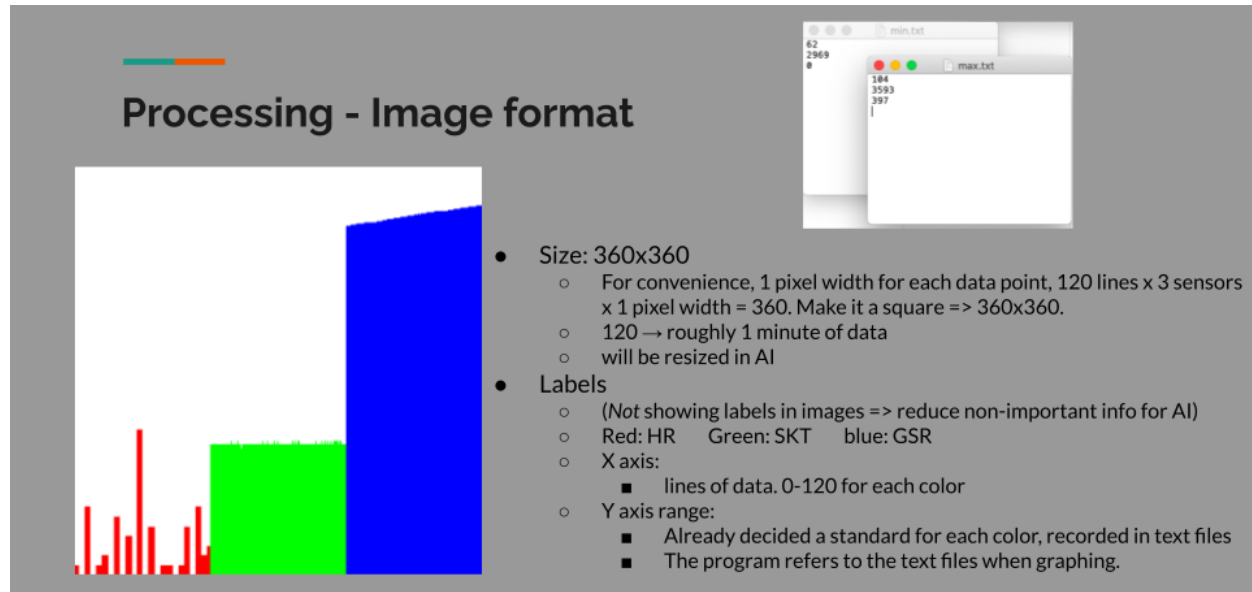 min.txt
62
2969
0
max.txt
104
3593
397
Processing - Image format
● Size: 360x360
○ For convenience, 1 pixel width for each data point, 120 lines x 3 sensors
x 1 pixel width = 360. Make it a square => 360x360.
○ 120 → roughly 1 minute of data
○ will be resized in AI
● Labels
○ (Not showing labels in images => reduce non-important info for AI)
○ Red: HR Green: SKT blue: GSR
○ X axis:
■ lines of data. 0-120 for each color
○ Y axis range:
■ Already decided a standard for each color, recorded in text files
■ The program refers to the text files when graphing.